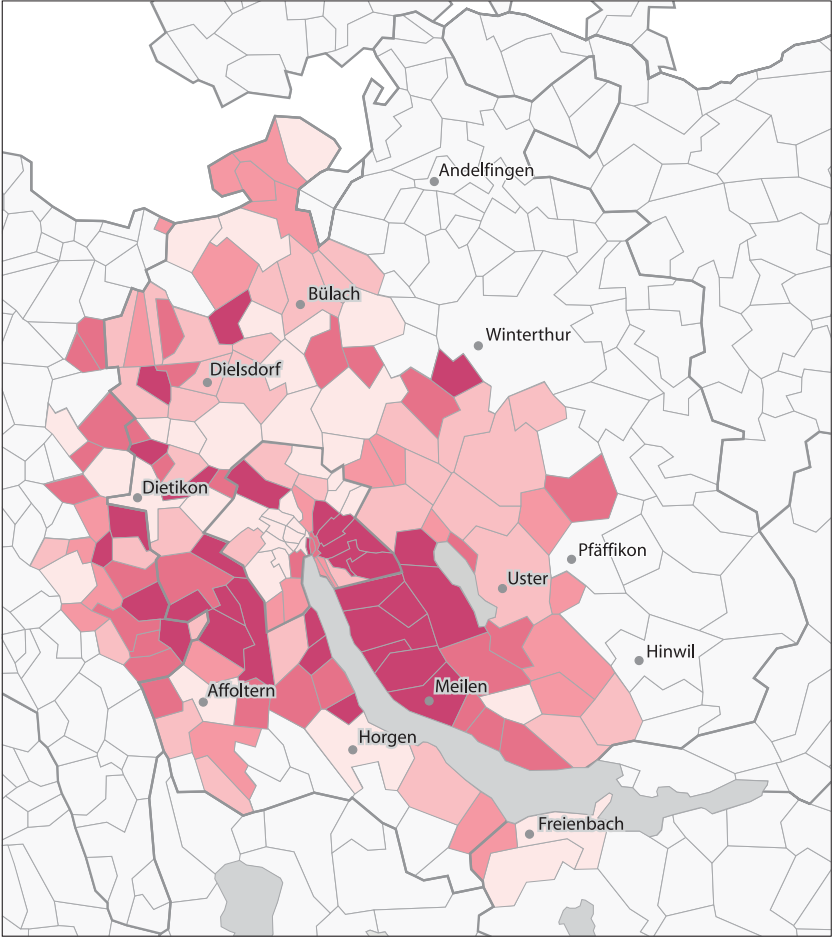 Andelfingen
Bülach
Winterthur
Dielsdorf
Dietikon
Pfäffikon
Uster
Hinwil
Affoltern
Meilen
Horgen
Freienbach